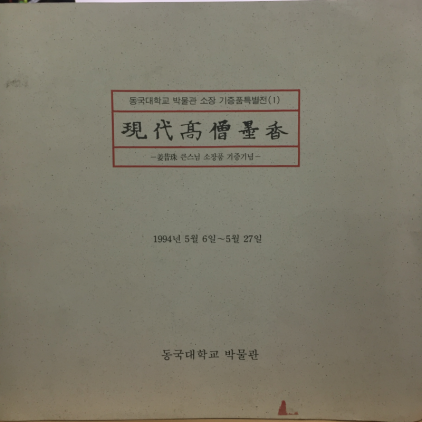 동국대학교 박물관 소장 기증품특별전(Ⅰ)
現代高僧墨香
큰스님 소장품 기증기념-
1994년 5월 6일~5월 27일
동국대학교 박물관